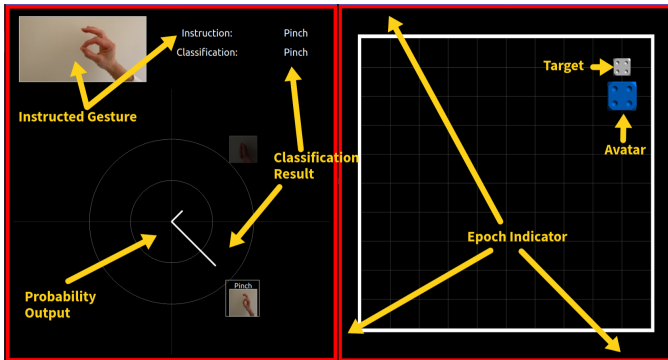 Instruction: Pinch
Classification: Pinch
Instructed Gesture
Classification
Result
Pinch
Probability
Output
Target
Avatar
Epoch Indicator